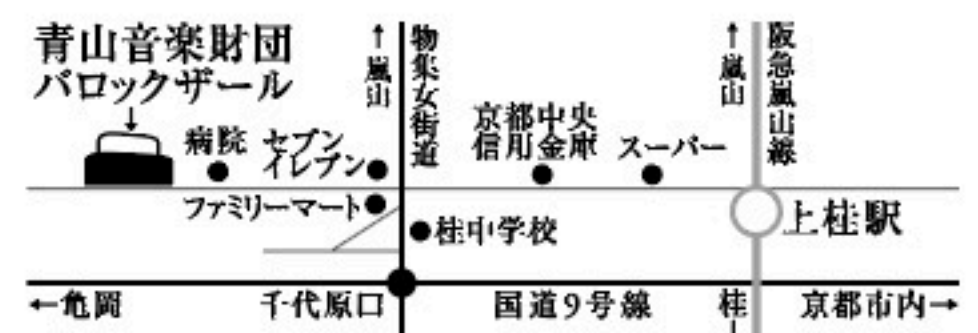 青山音楽財団
バロックザール
↓
病院
セブン
イレブン
ファミリーマート
↑嵐山
物集女街道
京都中央
信用金庫
スーパー
↑嵐山
阪急嵐山線
上桂駅
桂中学校
←亀岡
千代原口
国道9号線
桂
京都市内→